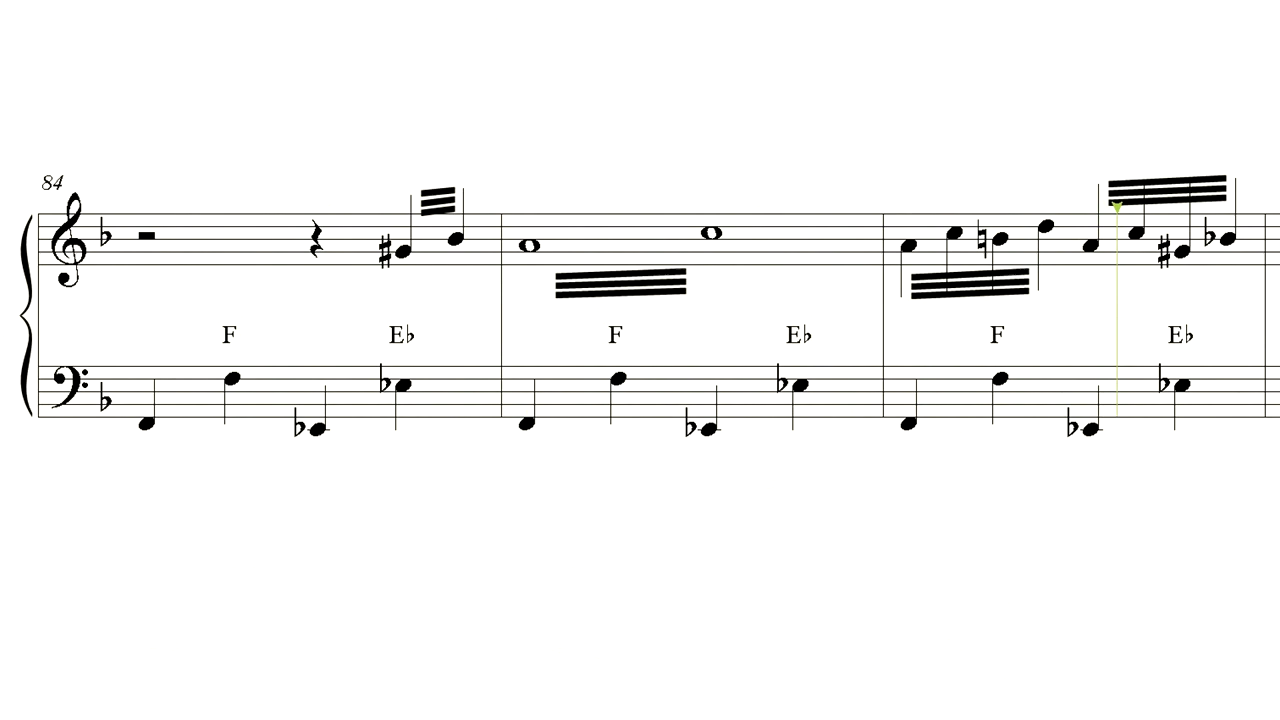 84
F E♭ F E♭ F E♭